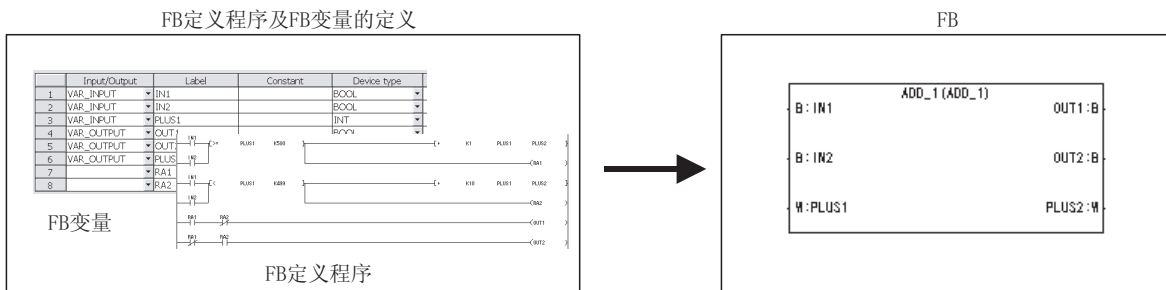 FB定义程序及FB变量的定义
FB
Input/Output Label Constant Device type
1 VAR_INPUT IN1 BOOL
2 VAR_INPUT IN2 BOOL
3 VAR_INPUT PLUS1 INT
4 VAR_OUTPUT OUT1 BOOL
5 VAR_OUTPUT OUT
6 VAR_OUTPUT PLUS
7 RA1
8 RA2
IN1
[>= PLUS1 K500 ] [+ K1 PLUS1 PLUS2 ]
IN2
(RA1 )
IN1
[< PLUS1 K499 ] [+ K10 PLUS1 PLUS2 ]
IN2
(RA2 )
RA1 RA2
(OUT1 )
RA1 RA2
(OUT2 )
FB变量
FB定义程序
ADD_1(ADD_1)
B:IN1 OUT1:B
B:IN2 OUT2:B
W:PLUS1 PLUS2:W